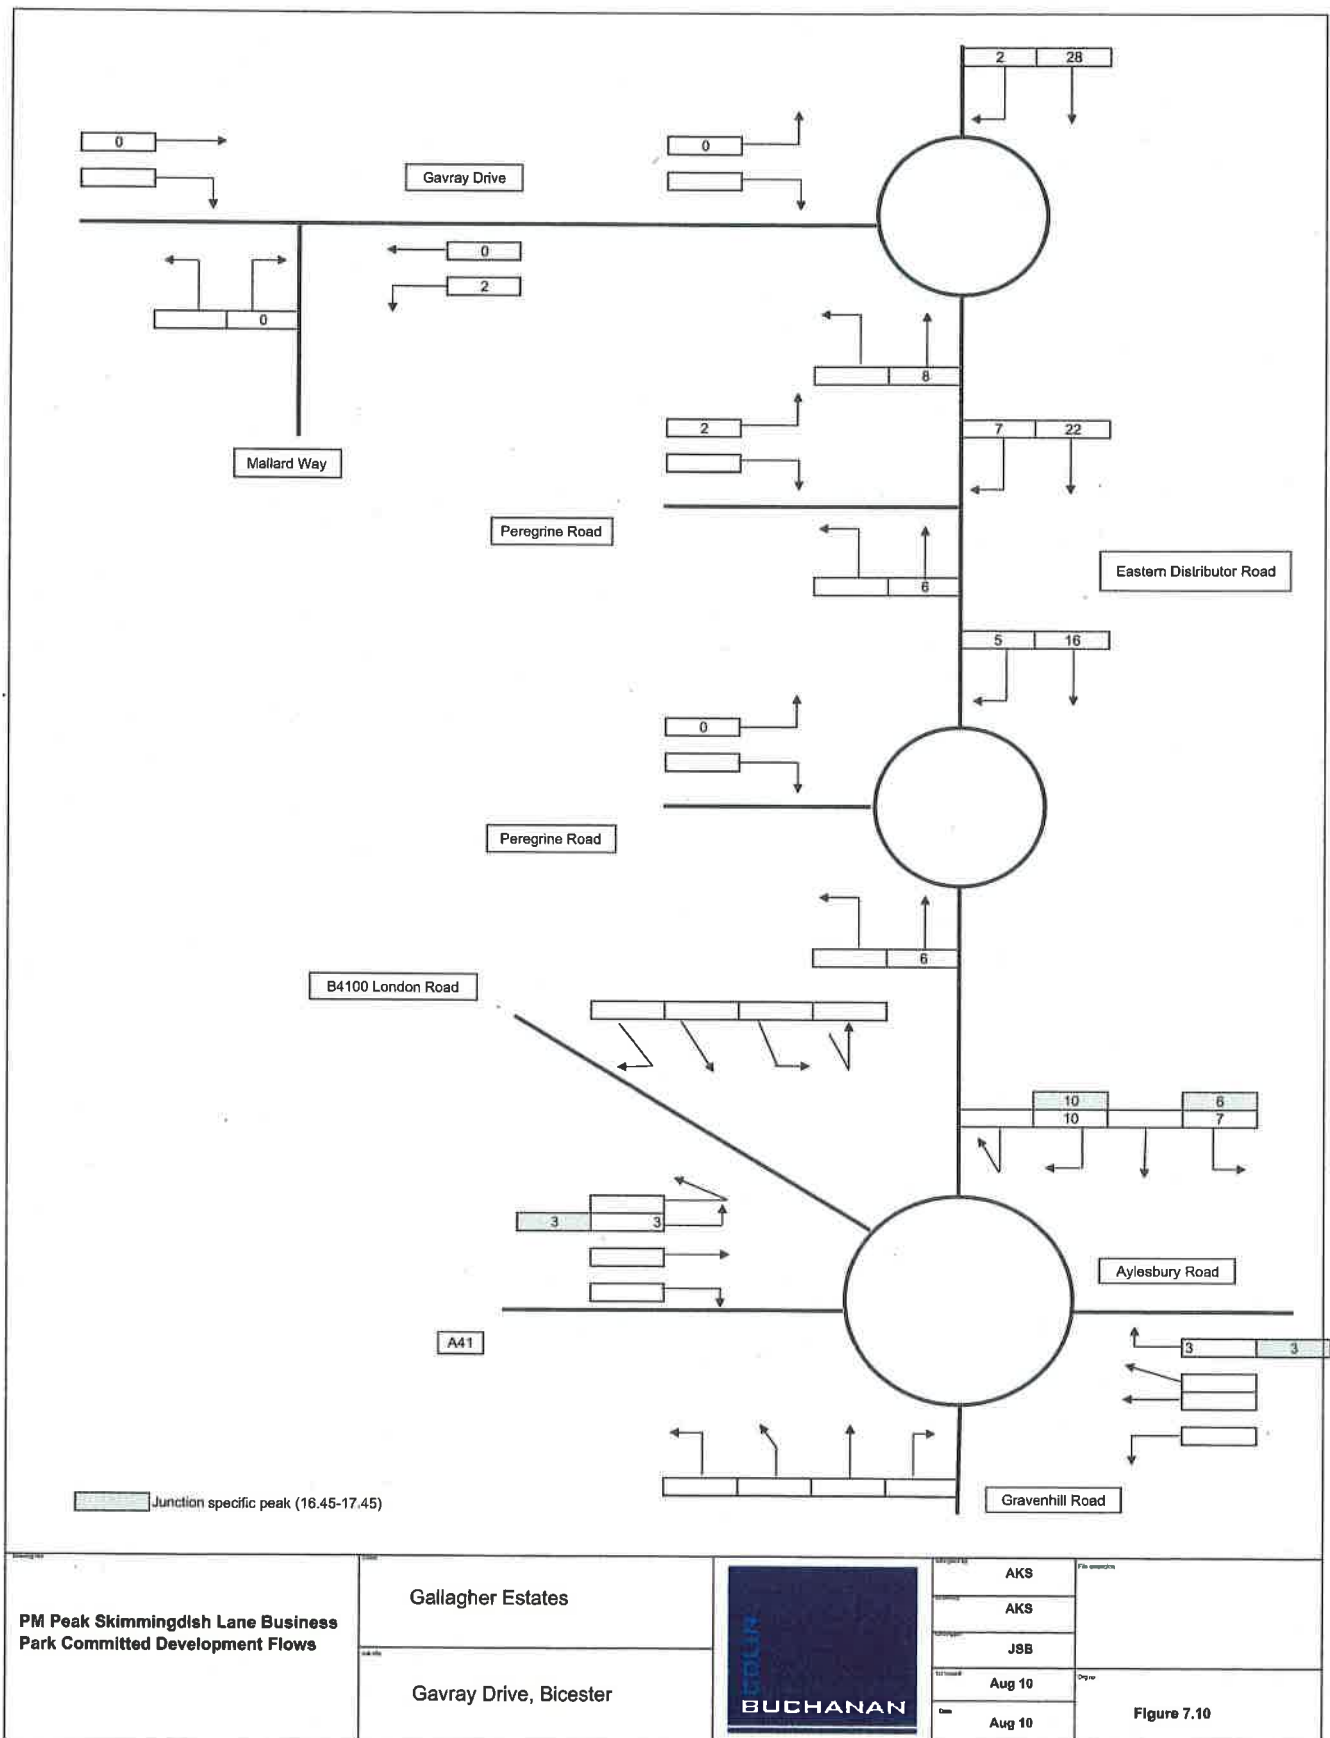 2 28
0
0
Gavray Drive
0
2
0
8
2
7 22
Mallard Way
Peregrine Road
6
Eastern Distributor Road
5 16
0
Peregrine Road
6
B4100 London Road
10 6
10 7
3 3
Aylesbury Road
A41
3 3
Junction specific peak (16.45-17.45)
Gravenhill Road
PM Peak Skimmingdish Lane Business
Park Committed Development Flows
Gallagher Estates
Gavray Drive, Bicester
COLIN
BUCHANAN
AKS
AKS
JSB
Aug 10
Date
Aug 10
Figure 7.10